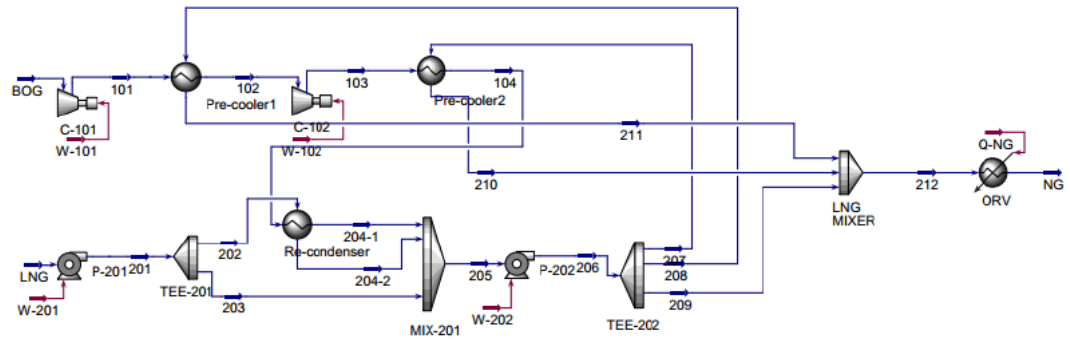 BOG
101
C-101
W-101
Pre-cooler1
102
C-102
W-102
103
Pre-cooler2
104
211
210
LNG
MIXER
212
Q-NG
ORV
NG
LNG
P-201
W-201
201
TEE-201
202
203
Re-condenser
204-1
204-2
MIX-201
205
P-202
W-202
206
TEE-202
207
208
209